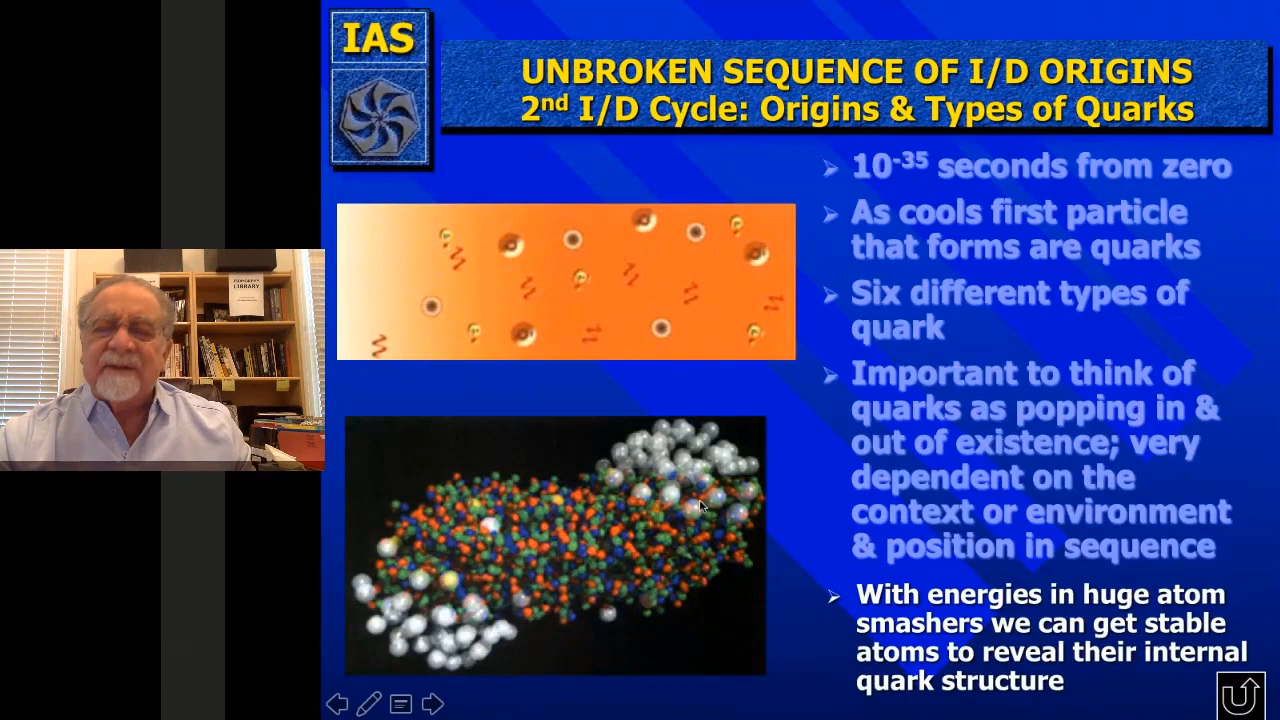 IAS
UNBROKEN SEQUENCE OF I/D ORIGINS
2nd I/D Cycle: Origins & Types of Quarks
10-35 seconds from zero
As cools first particle
that forms are quarks
Six different types of
quark
Important to think of
quarks as popping in &
out of existence; very
dependent on the
context or environment
& position in sequence
With energies in huge atom
smashers we can get stable
atoms to reveal their internal
quark structure
LIBRARY